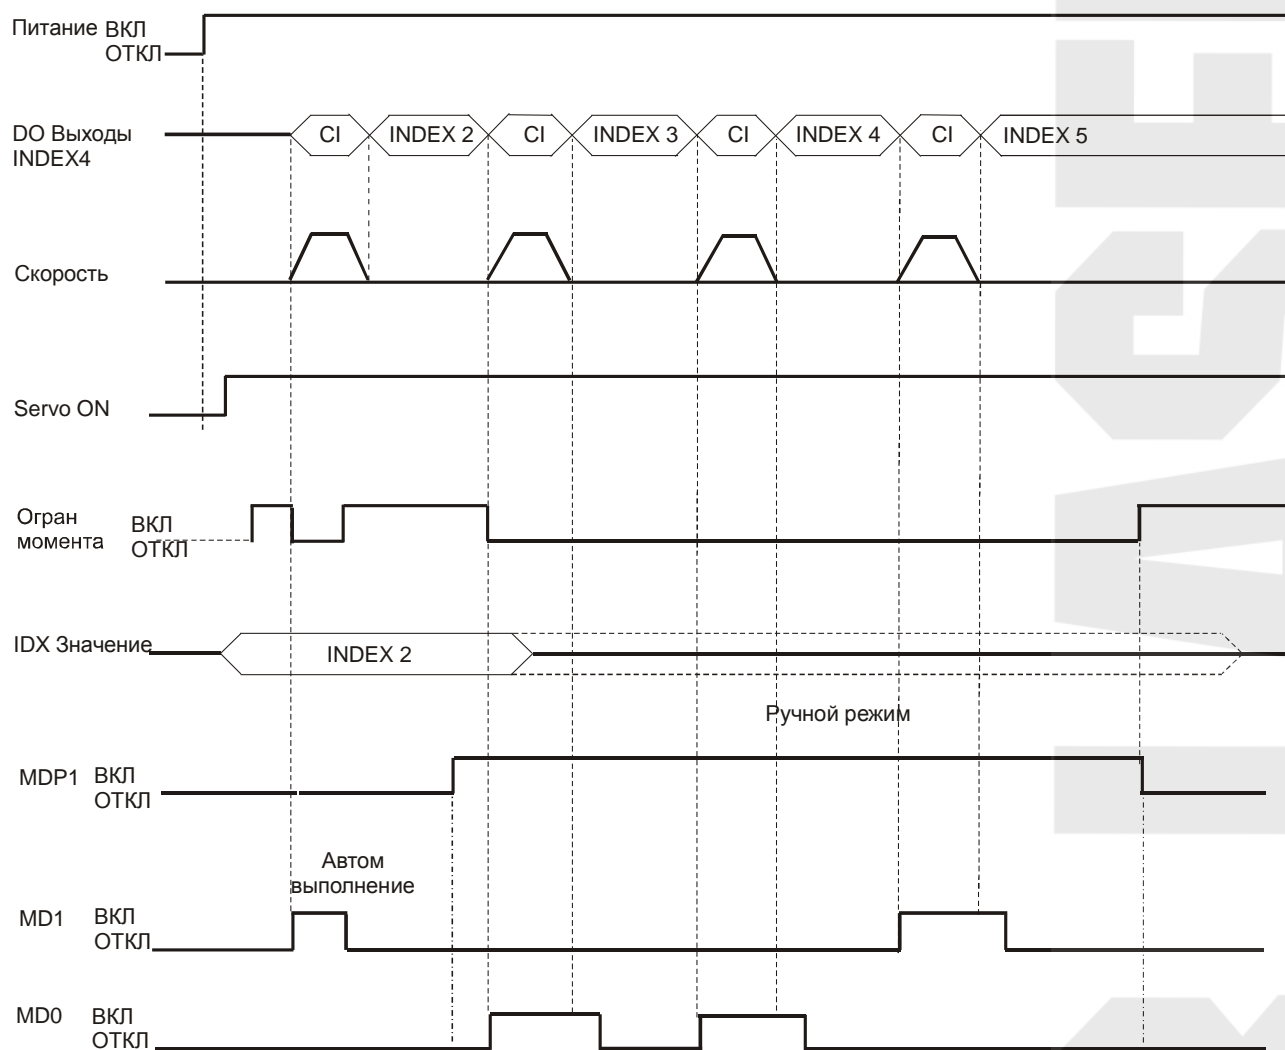 Питание ВКЛ
ОТКЛ
DO Выходы
INDEX4
CI INDEX 2 CI INDEX 3 CI INDEX 4 CI INDEX 5
Скорость
Servo ON
Огран
момента
ВКЛ
ОТКЛ
IDX Значение
INDEX 2
Ручной режим
MDP1 ВКЛ
ОТКЛ
Автом
выполнение
MD1 ВКЛ
ОТКЛ
MD0 ВКЛ
ОТКЛ